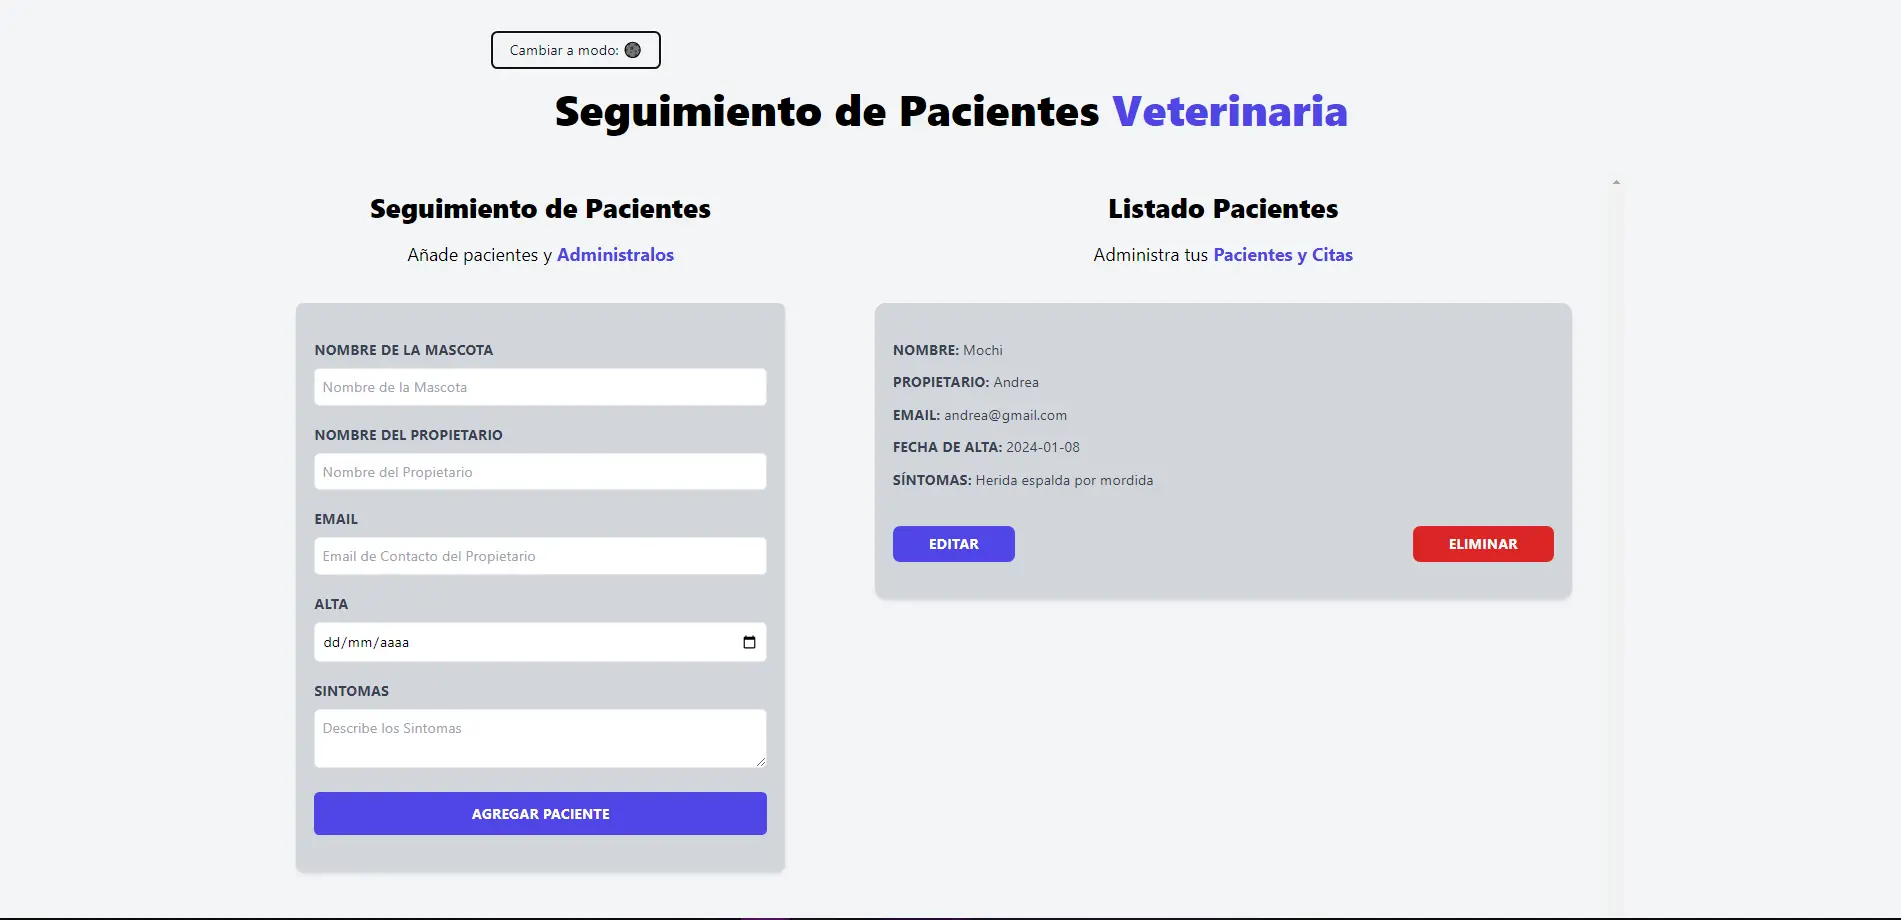 Cambiar a modo: 🌑
Seguimiento de Pacientes Veterinaria
Seguimiento de Pacientes
Añade pacientes y Administralos
NOMBRE DE LA MASCOTA
Nombre de la Mascota
NOMBRE DEL PROPIETARIO
Nombre del Propietario
EMAIL
Email de Contacto del Propietario
ALTA
dd/mm/aaaa
SINTOMAS
Describe los Sintomas
AGREGAR PACIENTE
Listado Pacientes
Administra tus Pacientes y Citas
NOMBRE: Mochi
PROPIETARIO: Andrea
EMAIL: andrea@gmail.com
FECHA DE ALTA: 2024-01-08
SÍNTOMAS: Herida espalda por mordida
EDITAR
ELIMINAR